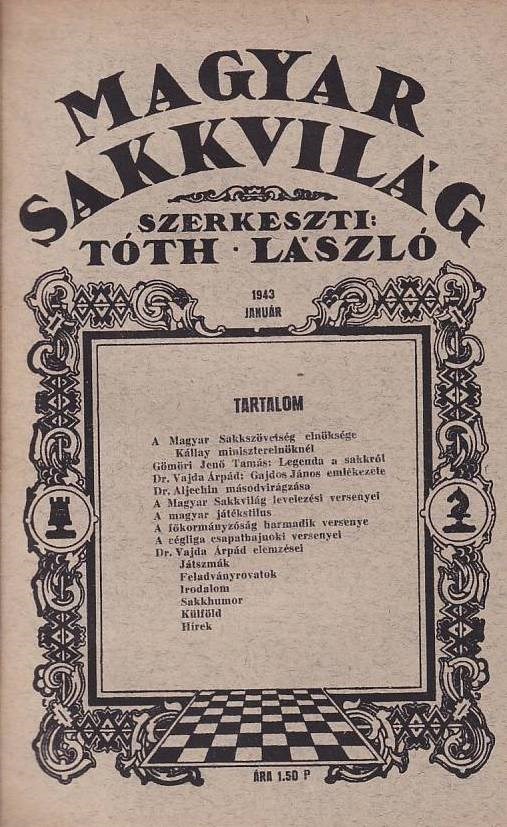 MAGYAR
SAKKVILÁG
SZERKESZTI:
TÓTH · LÁSZLÓ
1943
JANUÁR
TARTALOM
A Magyar Sakkszövetség elnöksége
Kállay miniszterelnöknél
Gömöri Jenő Tamás: Legenda a sakkról
Dr. Vajda Árpád: Gajdos János emlékezete
Dr. Aljechin másodvirágzása
A Magyar Sakkvilág levelezési versenyei
A magyar játékstílus
A főkormányzóság harmadik versenye
A cégliga csapatbajnoki versenyei
Dr. Vajda Árpád elemzései
Játszmák
Feladványrovatok
Irodalom
Sakkhumor
Külföld
Hírek
ÁRA 1.50 P